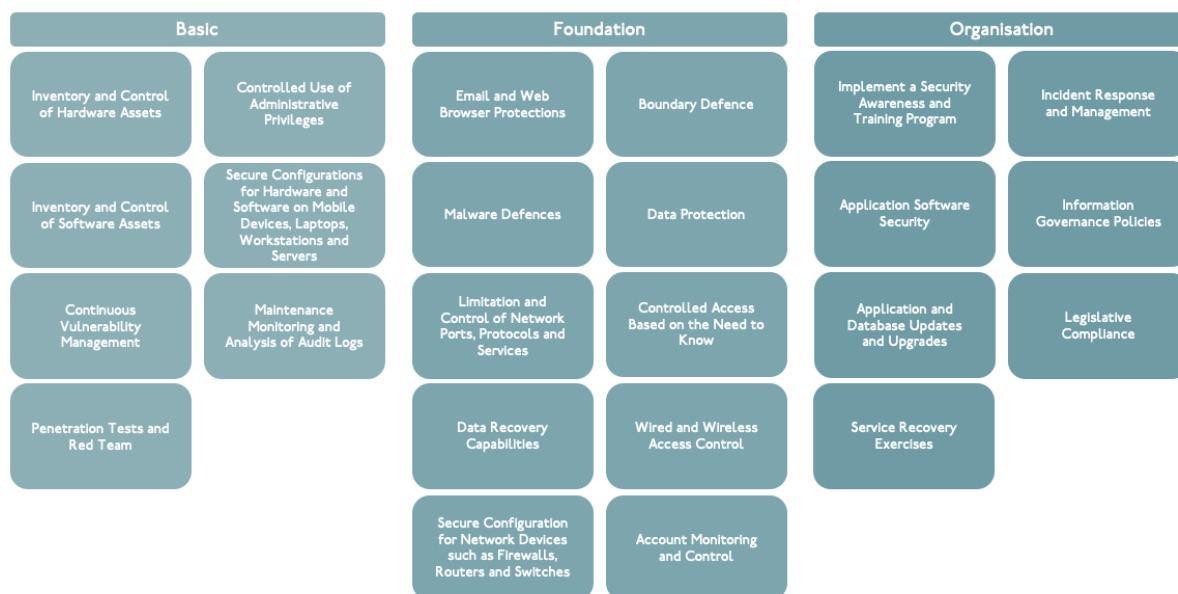 Basic
Inventory and Control
of Hardware Assets
Controlled Use of
Administrative
Privileges
Inventory and Control
of Software Assets
Secure Configurations
for Hardware and
Software on Mobile
Devices, Laptops,
Workstations and
Servers
Continuous
Vulnerability
Management
Maintenance
Monitoring and
Analysis of Audit Logs
Penetration Tests and
Red Team
Foundation
Email and Web
Browser Protections
Boundary Defence
Malware Defences
Data Protection
Limitation and
Control of Network
Ports, Protocols and
Services
Controlled Access
Based on the Need to
Know
Data Recovery
Capabilities
Wired and Wireless
Access Control
Secure Configuration
for Network Devices
such as Firewalls,
Routers and Switches
Account Monitoring
and Control
Organisation
Implement a Security
Awareness and
Training Program
Incident Response
and Management
Application Software
Security
Information
Governance Policies
Application and
Database Updates
and Upgrades
Legislative
Compliance
Service Recovery
Exercises